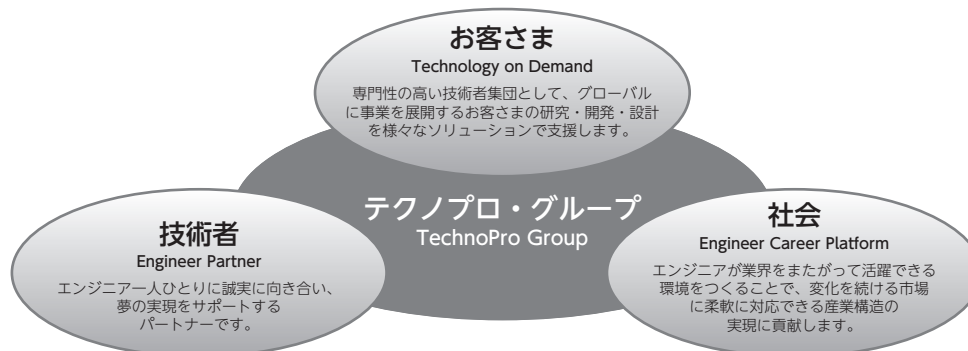 お客さま
Technology on Demand
専門性の高い技術者集団として、グローバル
に事業を展開するお客さまの研究・開発・設計
を様々なソリューションで支援します。
テクノプロ・グループ
TechnoPro Group
技術者
Engineer Partner
エンジニア一人ひとりに誠実に向き合い、
夢の実現をサポートする
パートナーです。
社会
Engineer Career Platform
エンジニアが業界をまたがって活躍できる
環境をつくることで、変化を続ける市場
に柔軟に対応できる産業構造の
実現に貢献します。